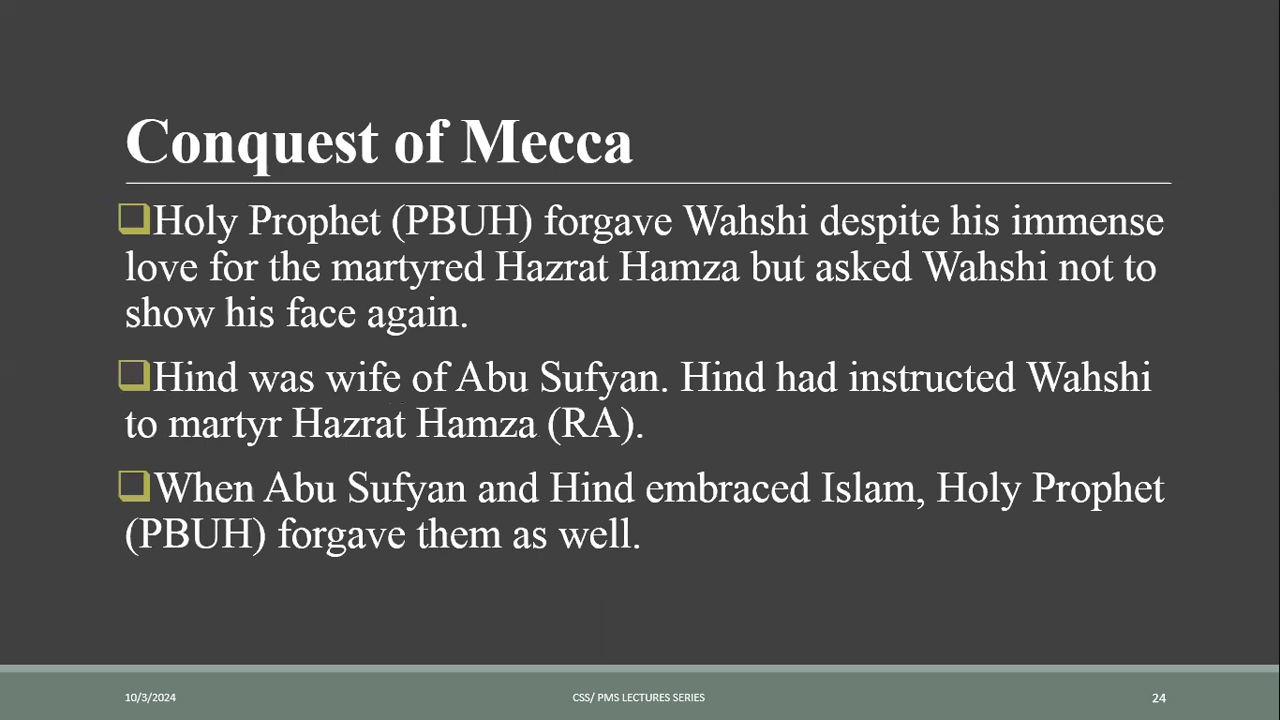 Conquest of Mecca
Holy Prophet (PBUH) forgave Wahshi despite his immense
love for the martyred Hazrat Hamza but asked Wahshi not to
show his face again.
Hind was wife of Abu Sufyan. Hind had instructed Wahshi
to martyr Hazrat Hamza (RA).
When Abu Sufyan and Hind embraced Islam, Holy Prophet
(PBUH) forgave them as well.
10/3/2024
CSS/ PMS LECTURES SERIES
24